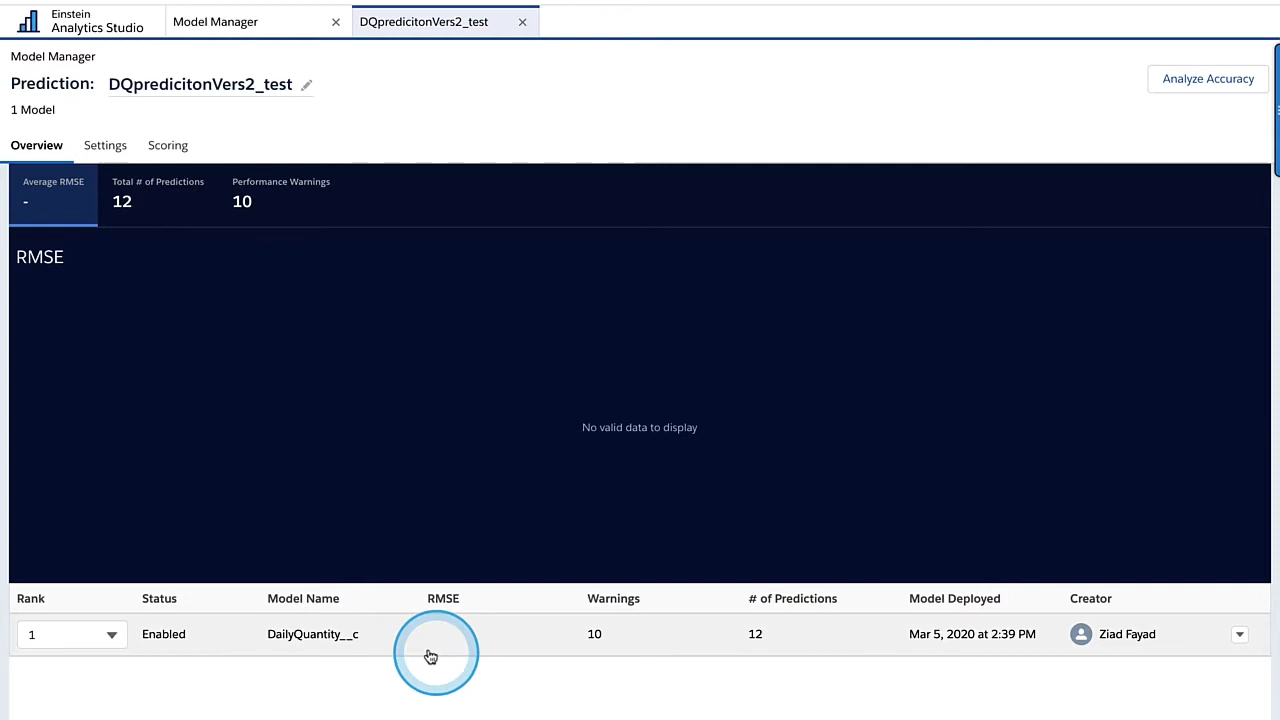 Einstein
Analytics Studio
Model Manager
DQpredicitonVers2_test
Model Manager
Prediction: DQpredicitonVers2_test
Analyze Accuracy
1 Model
Overview Settings Scoring
Average RMSE Total # of Predictions Performance Warnings
- 12 10
RMSE
No valid data to display
Rank Status Model Name RMSE Warnings # of Predictions Model Deployed Creator
1 Enabled DailyQuantity__c 10 12 Mar 5, 2020 at 2:39 PM Ziad Fayad